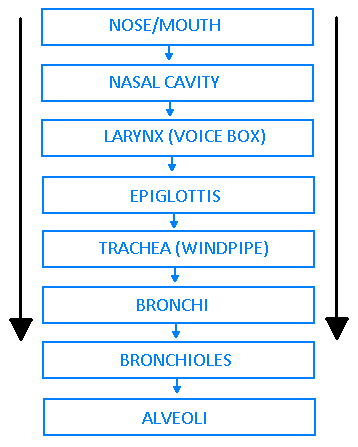 NOSE/MOUTH
NASAL CAVITY
LARYNX (VOICE BOX)
EPIGLOTTIS
TRACHEA (WINDPIPE)
BRONCHI
BRONCHIOLES
ALVEOLI